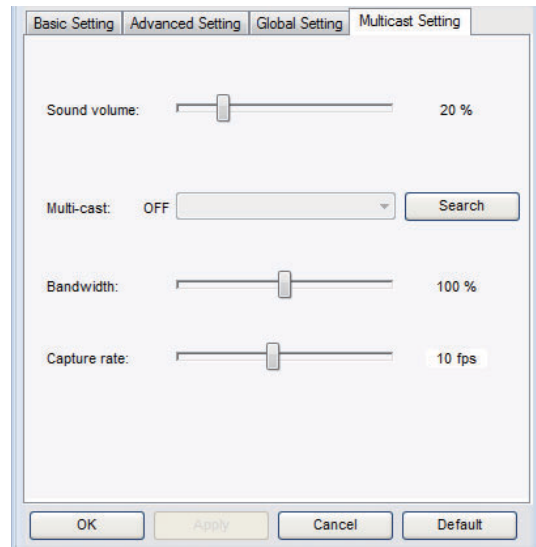 Basic Setting Advanced Setting Global Setting Multicast Setting
Sound volume: 20 %
Multi-cast: OFF Search
Bandwidth: 100 %
Capture rate: 10 fps
OK Apply Cancel Default